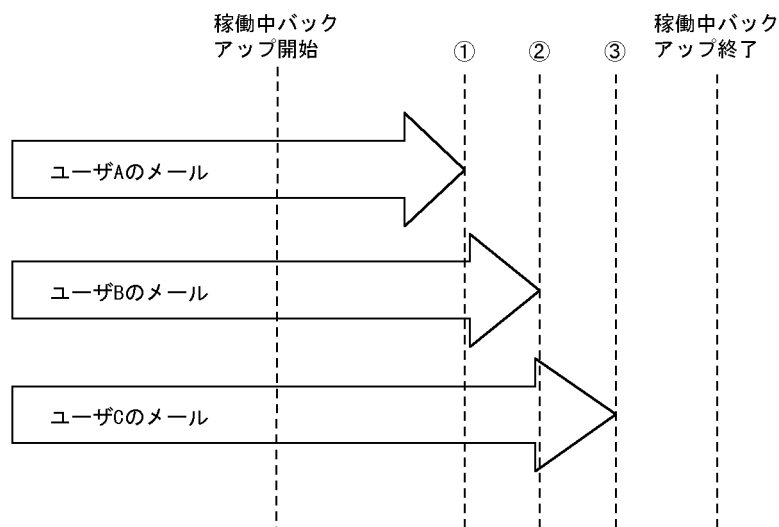 稼働中バック
アップ開始
①
②
③
稼働中バック
アップ終了
ユーザAのメール
ユーザBのメール
ユーザCのメール